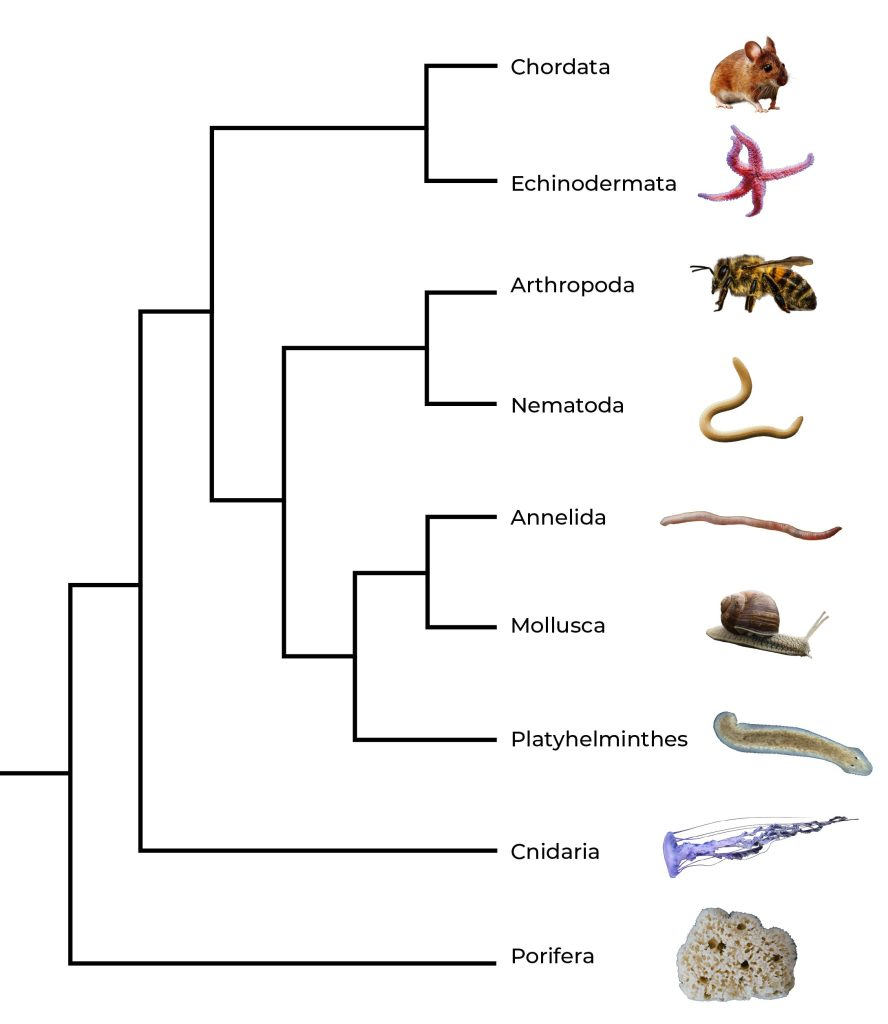 Chordata
Echinodermata
Arthropoda
Nematoda
Annelida
Mollusca
Platyhelminthes
Cnidaria
Porifera